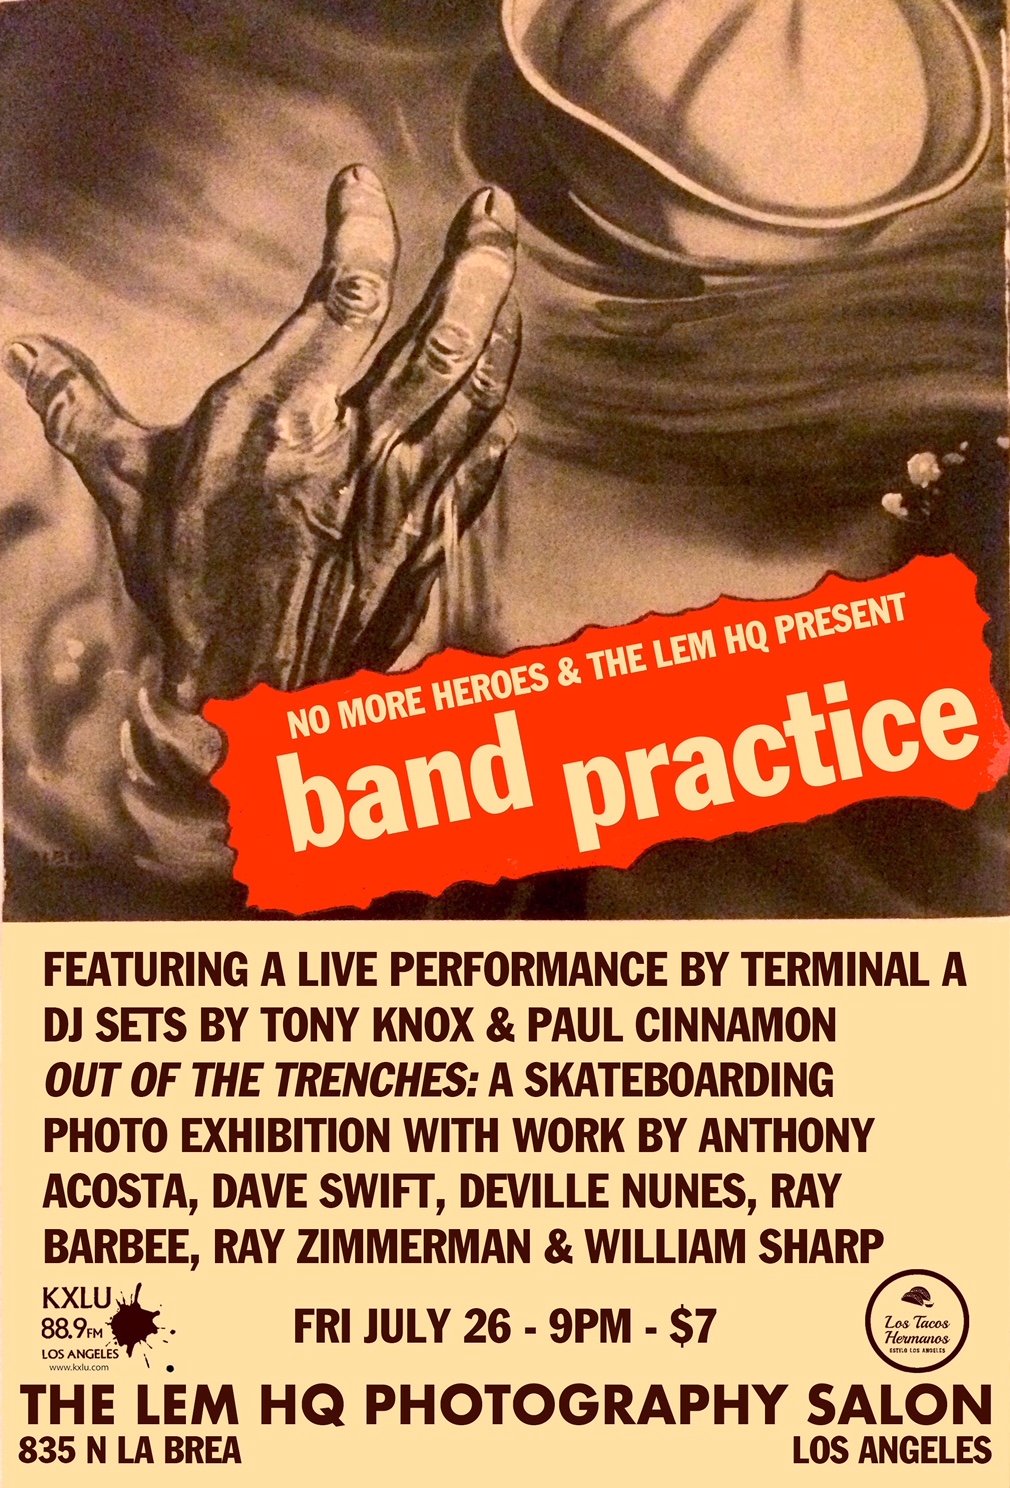 NO MORE HEROES & THE LEM HQ PRESENT
band practice
FEATURING A LIVE PERFORMANCE BY TERMINAL A
DJ SETS BY TONY KNOX & PAUL CINNAMON
OUT OF THE TRENCHES: A SKATEBOARDING
PHOTO EXHIBITION WITH WORK BY ANTHONY
ACOSTA, DAVE SWIFT, DEVILLE NUNES, RAY
BARBEE, RAY ZIMMERMAN & WILLIAM SHARP
KXLU
88.9FM
LOS ANGELES
www.kxlu.com
FRI JULY 26 - 9PM - $7
Los Tacos
Hermanos
ESTILO LOS ANGELES
THE LEM HQ PHOTOGRAPHY SALON
835 N LA BREA
LOS ANGELES